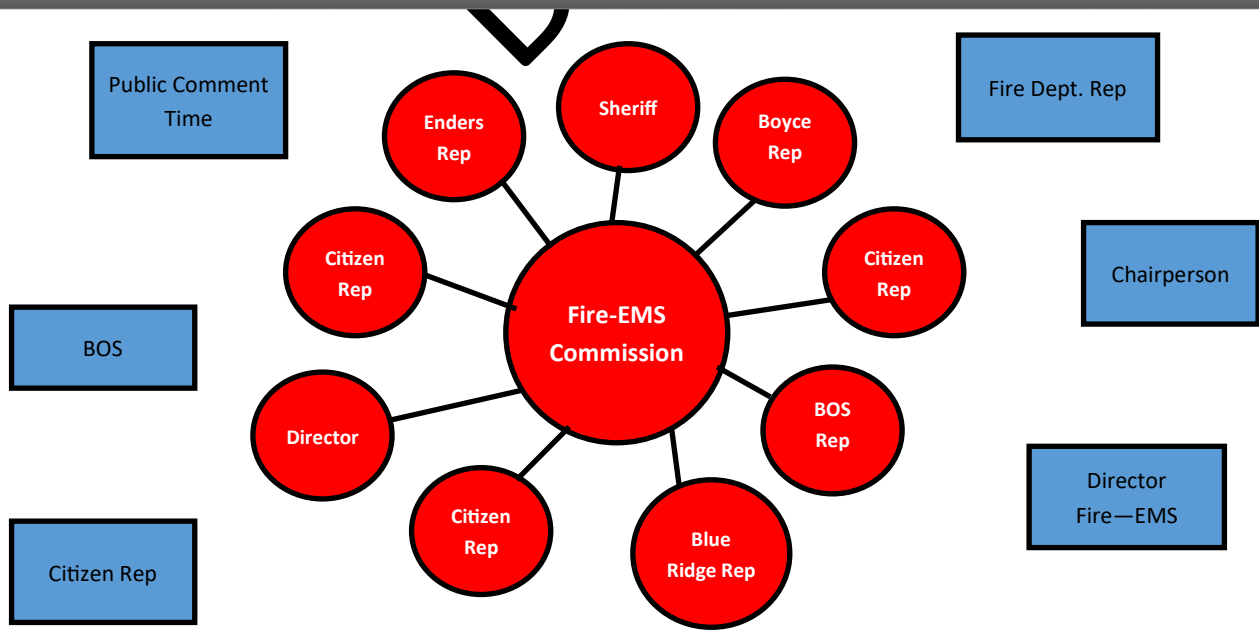 Public Comment
Time
Enders
Rep
Sheriff
Boyce
Rep
Fire Dept. Rep
Citizen
Rep
Citizen
Rep
Chairperson
Fire-EMS
Commission
BOS
Director
BOS
Rep
Citizen
Rep
Blue
Ridge Rep
Director
Fire—EMS
Citizen Rep